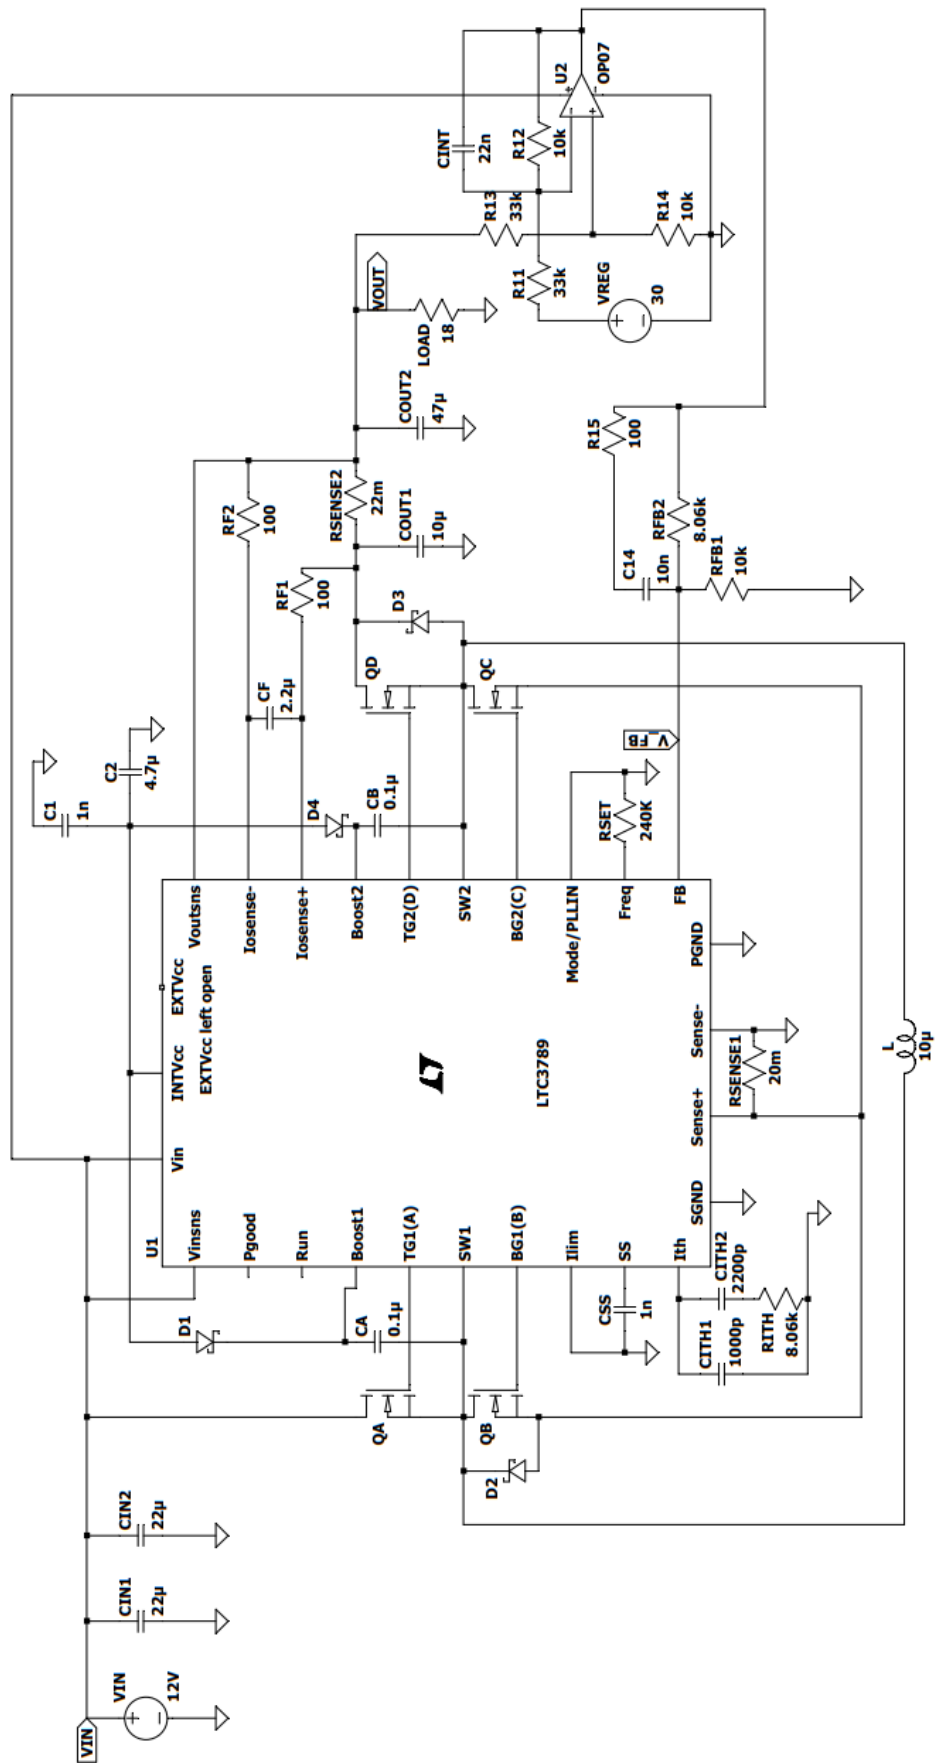 VIN
VIN
12V
CIN1
22µ
CIN2
22µ
D1
QA
CA
0.1µ
QB
D2
CSS
1n
CITH1
1000p
CITH2
2200p
RITH
8.06k
U1
Vinsns
Pgood
Run
Boost1
TG1(A)
SW1
BG1(B)
Ilim
SS
Ith
Vin
INTVcc
EXTVcc
EXTVcc left open
LTC3789
SGND
Sense+
Sense-
PGND
RSENSE1
20m
L
10µ
Voutsns
Iosense-
Iosense+
Boost2
TG2(D)
SW2
BG2(C)
Mode/PLLIN
Freq
FB
C1
1n
C2
4.7µ
D4
CB
0.1µ
CF
2.2µ
RF2
100
RF1
100
QD
QC
D3
RSET
240K
V_FB
RSENSE2
22m
COUT1
10µ
COUT2
47µ
LOAD
18
VOUT
C14
10n
R15
100
RFB2
8.06k
RFB1
10k
R11
33k
VREG
30
R13
33k
R14
10k
R12
10k
CINT
22n
U2
OP07